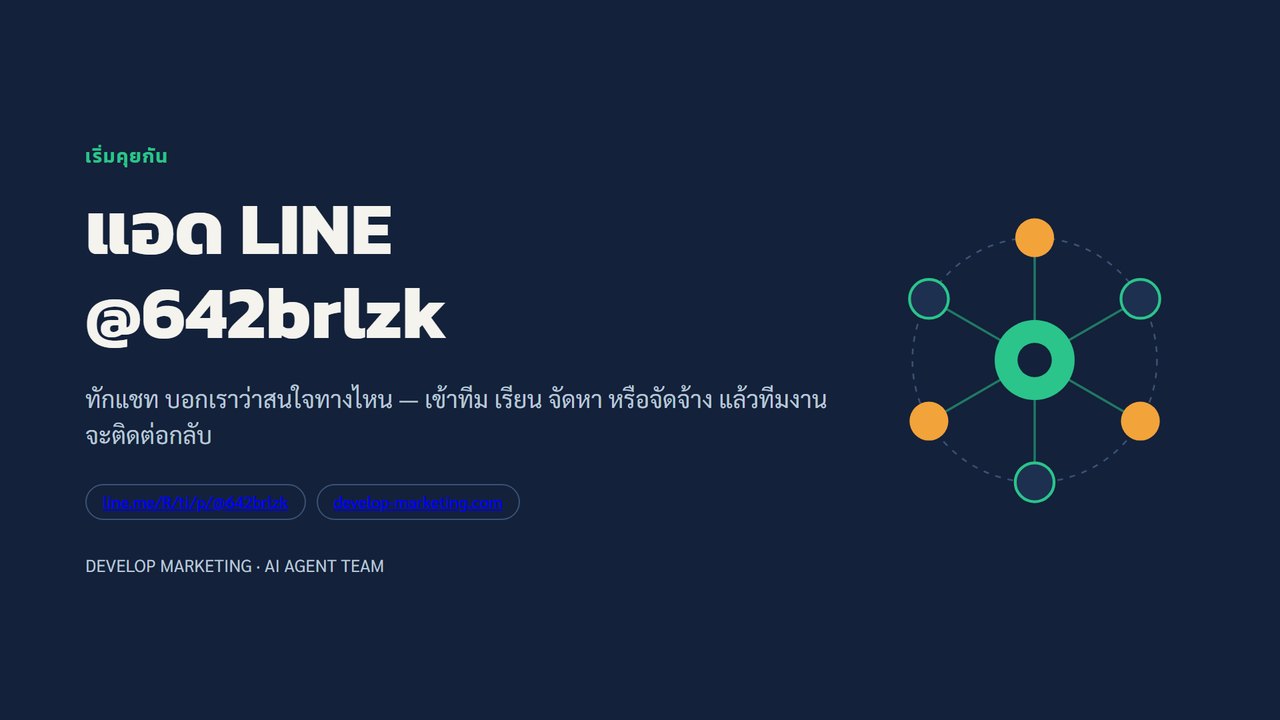 เริ่มคุยกัน
แอด LINE
@642brlzk
ทักแชท บอกเราว่าสนใจทางไหน — เข้าทีม เรียน จัดหา หรือจัดจ้าง แล้วทีมงาน
จะติดต่อกลับ
line.me/R/ti/p/@642brlzk
develop-marketing.com
DEVELOP MARKETING · AI AGENT TEAM